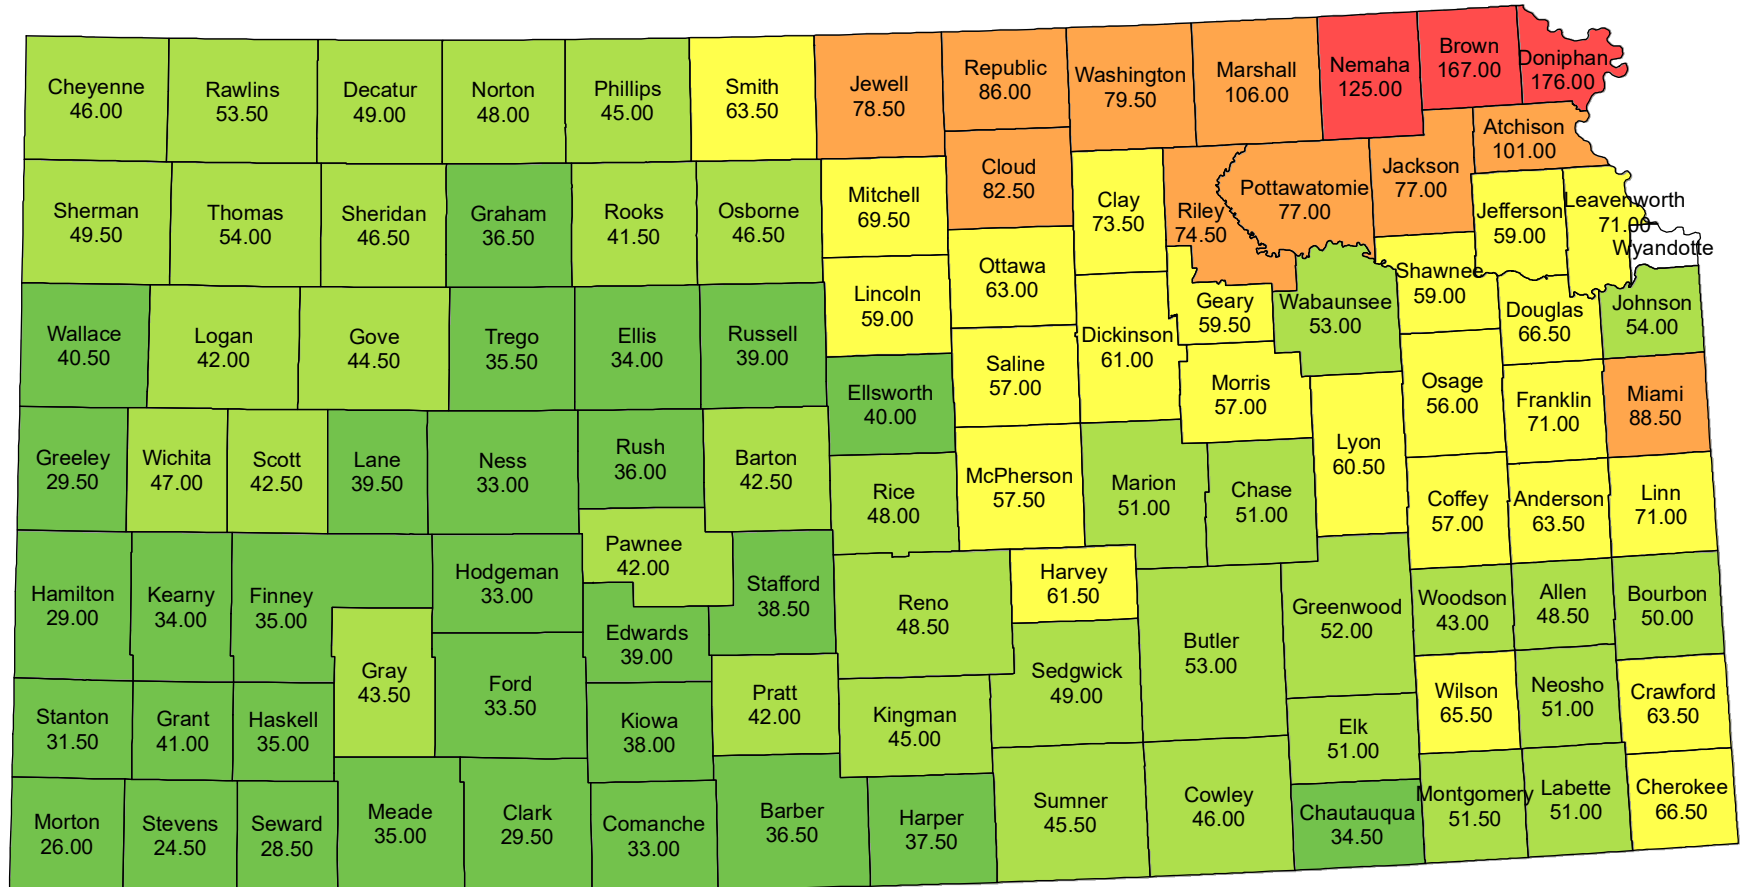 Cheyenne
46.00
Rawlins
53.50
Decatur
49.00
Norton
48.00
Phillips
45.00
Smith
63.50
Jewell
78.50
Republic
86.00
Washington
79.50
Marshall
106.00
Nemaha
125.00
Brown
167.00
Doniphan
176.00
Atchison
101.00
Sherman
49.50
Thomas
54.00
Sheridan
46.50
Graham
36.50
Rooks
41.50
Osborne
46.50
Mitchell
69.50
Cloud
82.50
Clay
73.50
Riley
74.50
Pottawatomie
77.00
Jackson
77.00
Jefferson
59.00
Leavenworth
71.00
Wyandotte
Wallace
40.50
Logan
42.00
Gove
44.50
Trego
35.50
Ellis
34.00
Russell
39.00
Lincoln
59.00
Ottawa
63.00
Dickinson
61.00
Geary
59.50
Wabaunsee
53.00
Shawnee
59.00
Douglas
66.50
Johnson
54.00
Ellsworth
40.00
Saline
57.00
Morris
57.00
Osage
56.00
Franklin
71.00
Miami
88.50
Greeley
29.50
Wichita
47.00
Scott
42.50
Lane
39.50
Ness
33.00
Rush
36.00
Barton
42.50
Rice
48.00
McPherson
57.50
Marion
51.00
Chase
51.00
Lyon
60.50
Coffey
57.00
Anderson
63.50
Linn
71.00
Hamilton
29.00
Kearny
34.00
Finney
35.00
Hodgeman
33.00
Pawnee
42.00
Stafford
38.50
Edwards
39.00
Reno
48.50
Harvey
61.50
Butler
53.00
Greenwood
52.00
Woodson
43.00
Allen
48.50
Bourbon
50.00
Gray
43.50
Ford
33.50
Stanton
31.50
Grant
41.00
Haskell
35.00
Kiowa
38.00
Pratt
42.00
Kingman
45.00
Sedgwick
49.00
Elk
51.00
Wilson
65.50
Neosho
51.00
Crawford
63.50
Morton
26.00
Stevens
24.50
Seward
28.50
Meade
35.00
Clark
29.50
Comanche
33.00
Barber
36.50
Harper
37.50
Sumner
45.50
Cowley
46.00
Chautauqua
34.50
Montgomery
51.50
Labette
51.00
Cherokee
66.50